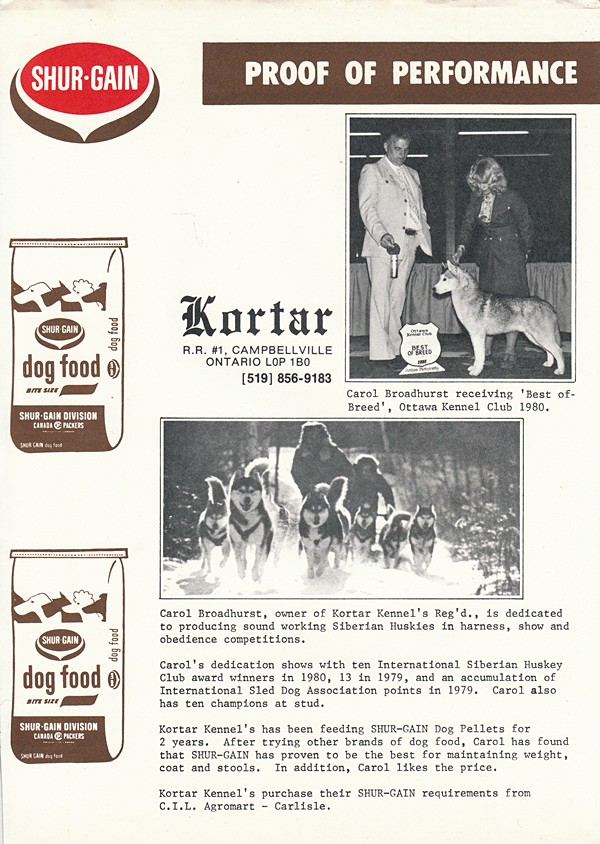 SHUR-GAIN
PROOF OF PERFORMANCE
Kortar
R.R. #1, CAMPBELLVILLE
ONTARIO L0P 1B0
[519] 856-9183
Ottawa
Kennel Club
BEST
OF BREED
1980
Carol Broadhurst receiving 'Best of-
Breed', Ottawa Kennel Club 1980.
SHUR-GAIN
dog food
dog food
BITE SIZE
SHUR-GAIN DIVISION
CANADA PACKERS
SHUR GAIN dog food
SHUR-GAIN
dog food
dog food
BITE SIZE
SHUR-GAIN DIVISION
CANADA PACKERS
SHUR GAIN dog food
Carol Broadhurst, owner of Kortar Kennel's Reg'd., is dedicated
to producing sound working Siberian Huskies in harness, show and
obedience competitions.
Carol's dedication shows with ten International Siberian Huskey
Club award winners in 1980, 13 in 1979, and an accumulation of
International Sled Dog Association points in 1979. Carol also
has ten champions at stud.
Kortar Kennel's has been feeding SHUR-GAIN Dog Pellets for
2 years. After trying other brands of dog food, Carol has found
that SHUR-GAIN has proven to be the best for maintaining weight,
coat and stools. In addition, Carol likes the price.
Kortar Kennel's purchase their SHUR-GAIN requirements from
C.I.L. Agromart - Carlisle.